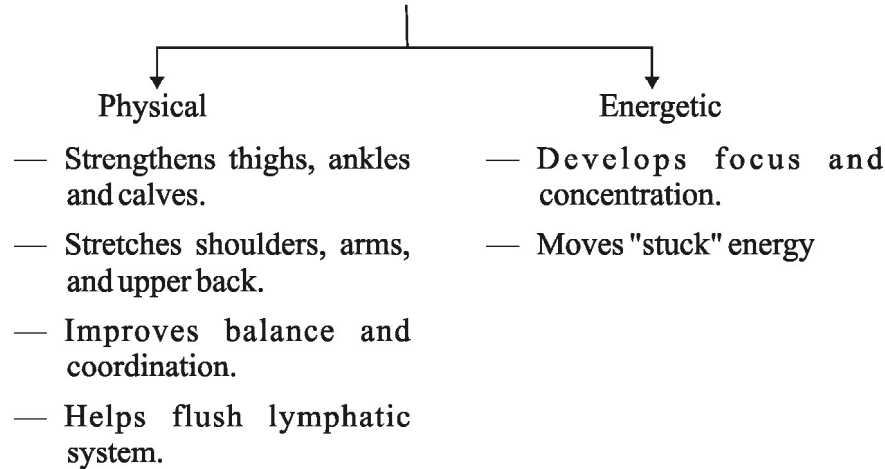 Physical
— Strengthens thighs, ankles
and calves.
— Stretches shoulders, arms,
and upper back.
— Improves balance and
coordination.
— Helps flush lymphatic
system.
Energetic
— Develops focus and
concentration.
— Moves "stuck" energy